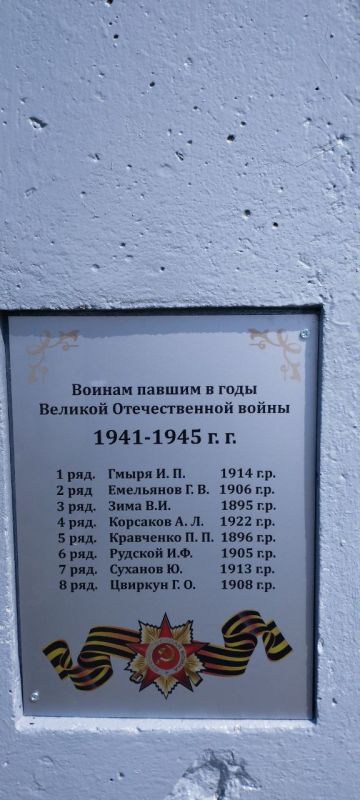 Воинам павшим в годы
Великой Отечественной войны
1941-1945 г. г.
1 ряд. Гмыря И. П. 1914 г.р.
2 ряд Емельянов Г. В. 1906 г.р.
3 ряд. Зима В.И. 1895 г.р.
4 ряд. Корсаков А. Л. 1922 г.р.
5 ряд. Кравченко П. П. 1896 г.р.
6 ряд. Рудской И.Ф. 1905 г.р.
7 ряд. Суханов Ю. 1913 г.р.
8 ряд. Цвиркун Г. О. 1908 г.р.